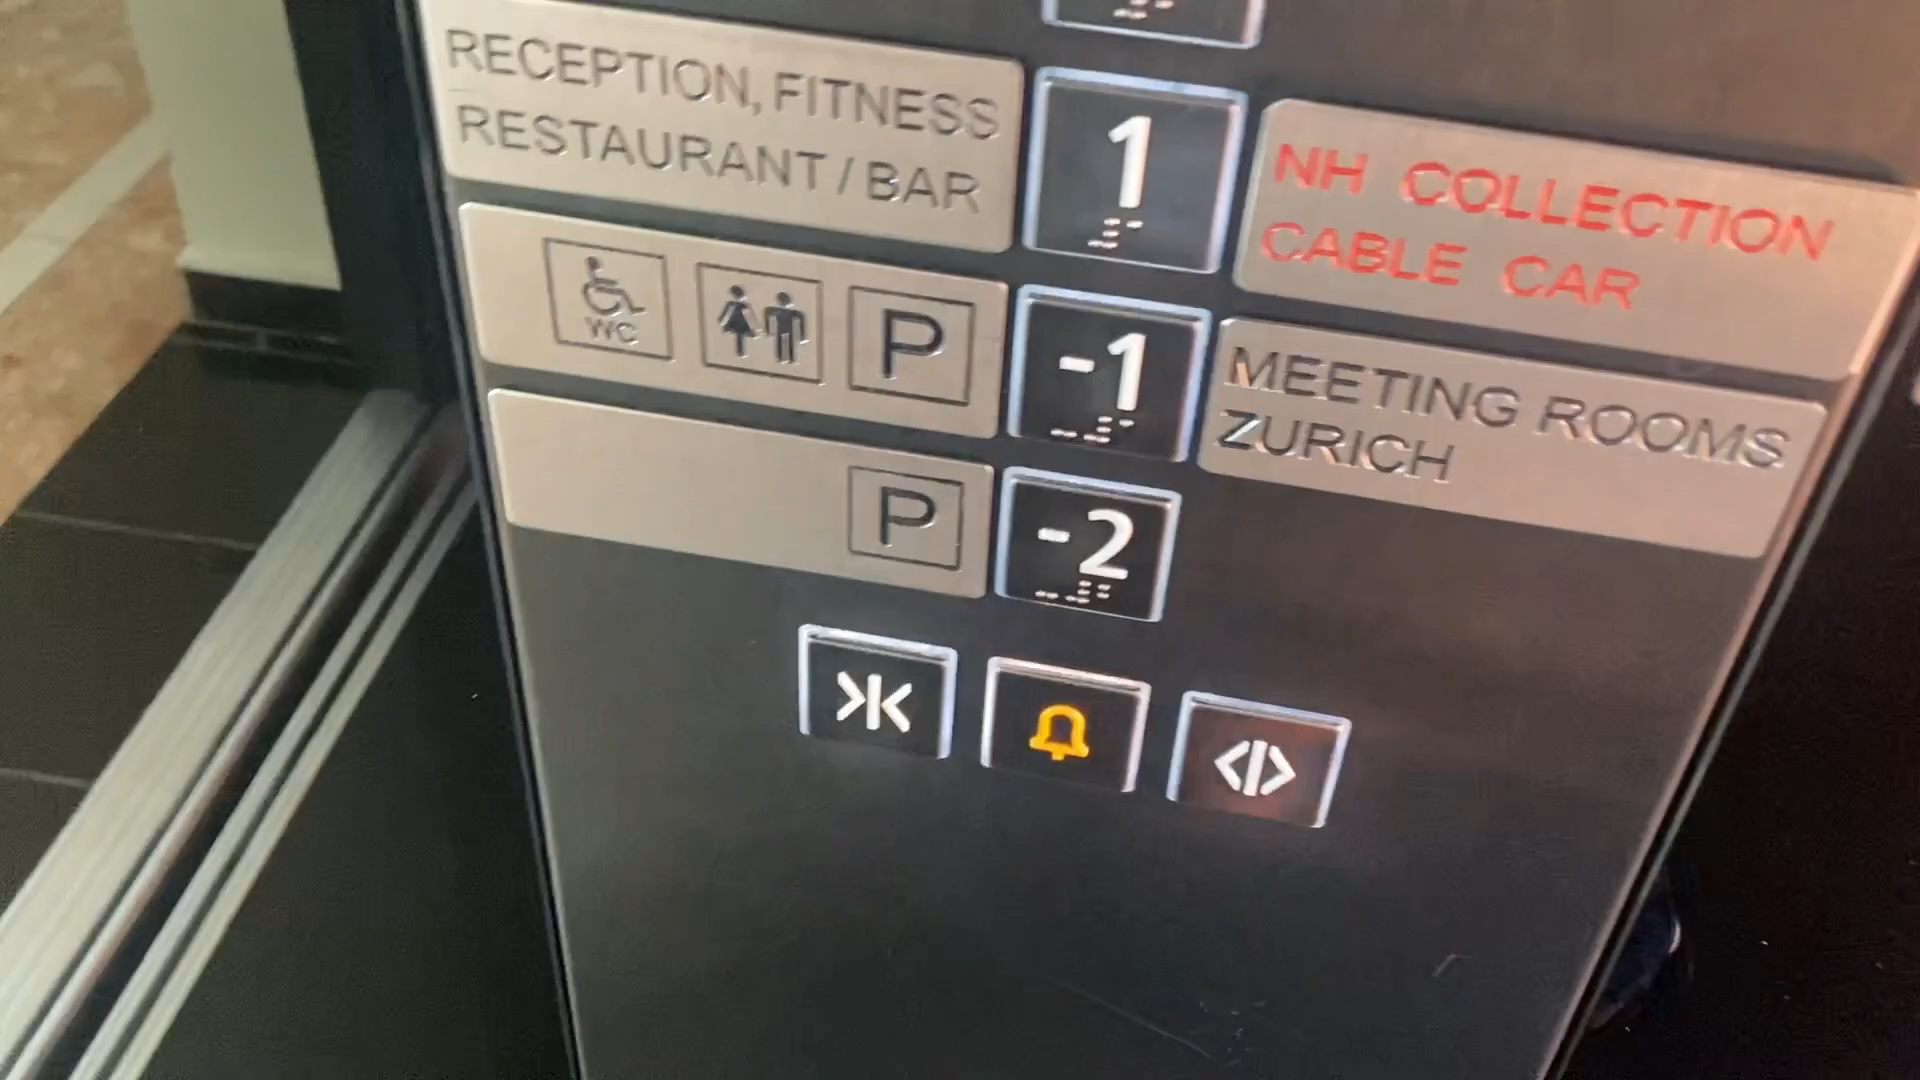 RECEPTION, FITNESS
RESTAURANT / BAR
1
NH COLLECTION
CABLE CAR
WC
P
-1
MEETING ROOMS
ZURICH
P
-2